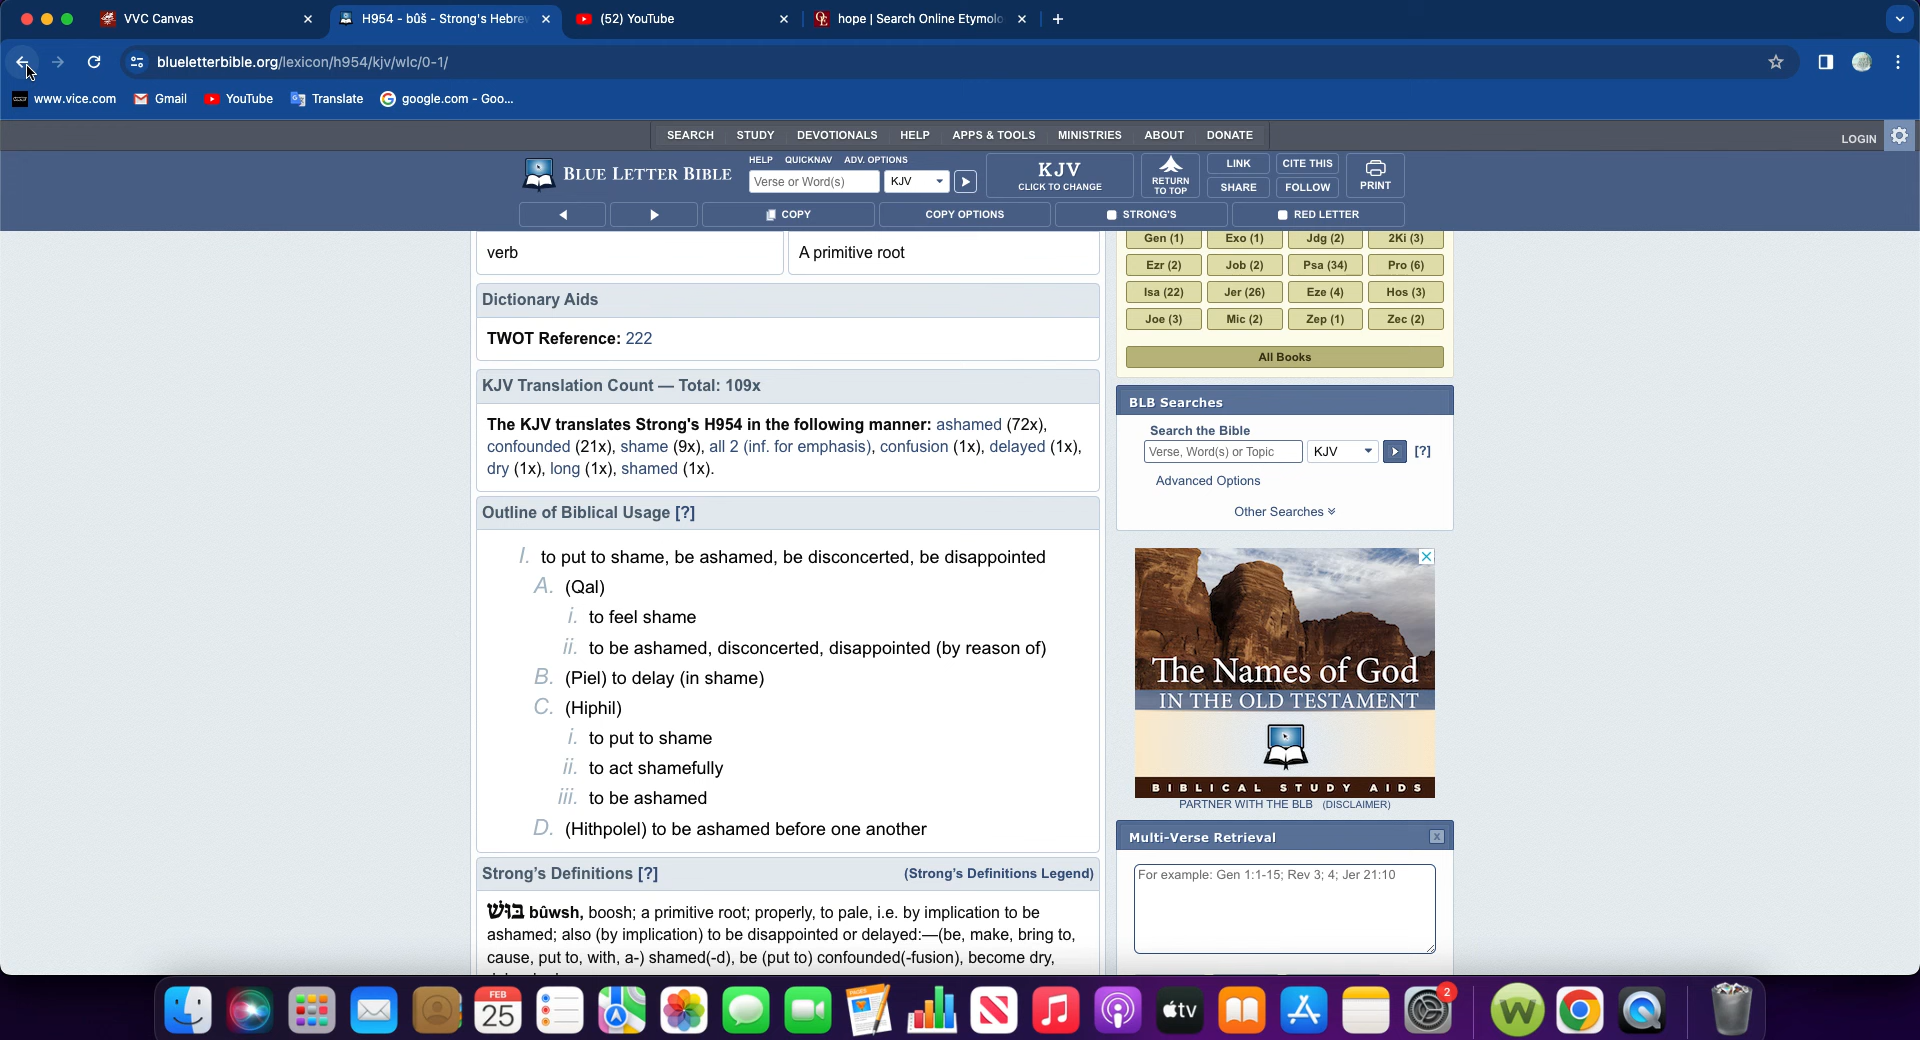 VVC Canvas
H954 - bûš - Strong's Hebrew
(52) YouTube
hope | Search Online Etymolo
blueletterbible.org/lexicon/h954/kjv/wlc/0-1/
www.vice.com
Gmail
YouTube
Translate
google.com - Goo...
SEARCH STUDY DEVOTIONALS HELP APPS & TOOLS MINISTRIES ABOUT DONATE
LOGIN
BLUE LETTER BIBLE
HELP QUICKNAV ADV. OPTIONS
Verse or Word(s)
KJV
KJV
CLICK TO CHANGE
RETURN
TO TOP
LINK
CITE THIS
SHARE
FOLLOW
PRINT
COPY
COPY OPTIONS
STRONG'S
RED LETTER
verb
A primitive root
Dictionary Aids
TWOT Reference: 222
KJV Translation Count — Total: 109x
The KJV translates Strong's H954 in the following manner: ashamed (72x),
confounded (21x), shame (9x), all 2 (inf. for emphasis), confusion (1x), delayed (1x),
dry (1x), long (1x), shamed (1x).
Outline of Biblical Usage [?]
I. to put to shame, be ashamed, be disconcerted, be disappointed
A. (Qal)
i. to feel shame
ii. to be ashamed, disconcerted, disappointed (by reason of)
B. (Piel) to delay (in shame)
C. (Hiphil)
i. to put to shame
ii. to act shamefully
iii. to be ashamed
D. (Hithpolel) to be ashamed before one another
Strong's Definitions [?]
(Strong's Definitions Legend)
בּוּשׁ bûwsh, boosh; a primitive root; properly, to pale, i.e. by implication to be
ashamed; also (by implication) to be disappointed or delayed:—(be, make, bring to,
cause, put to, with, a-) shamed(-d), be (put to) confounded(-fusion), become dry,
Gen (1) Exo (1) Jdg (2) 2Ki (3)
Ezr (2) Job (2) Psa (34) Pro (6)
Isa (22) Jer (26) Eze (4) Hos (3)
Joe (3) Mic (2) Zep (1) Zec (2)
All Books
BLB Searches
Search the Bible
Verse, Word(s) or Topic
KJV
[?]
Advanced Options
Other Searches
The Names of God
IN THE OLD TESTAMENT
BIBLICAL STUDY AIDS
PARTNER WITH THE BLB (DISCLAIMER)
Multi-Verse Retrieval
x
For example: Gen 1:1-15; Rev 3; 4; Jer 21:10
FEB
25
PAGES
tv
2
W